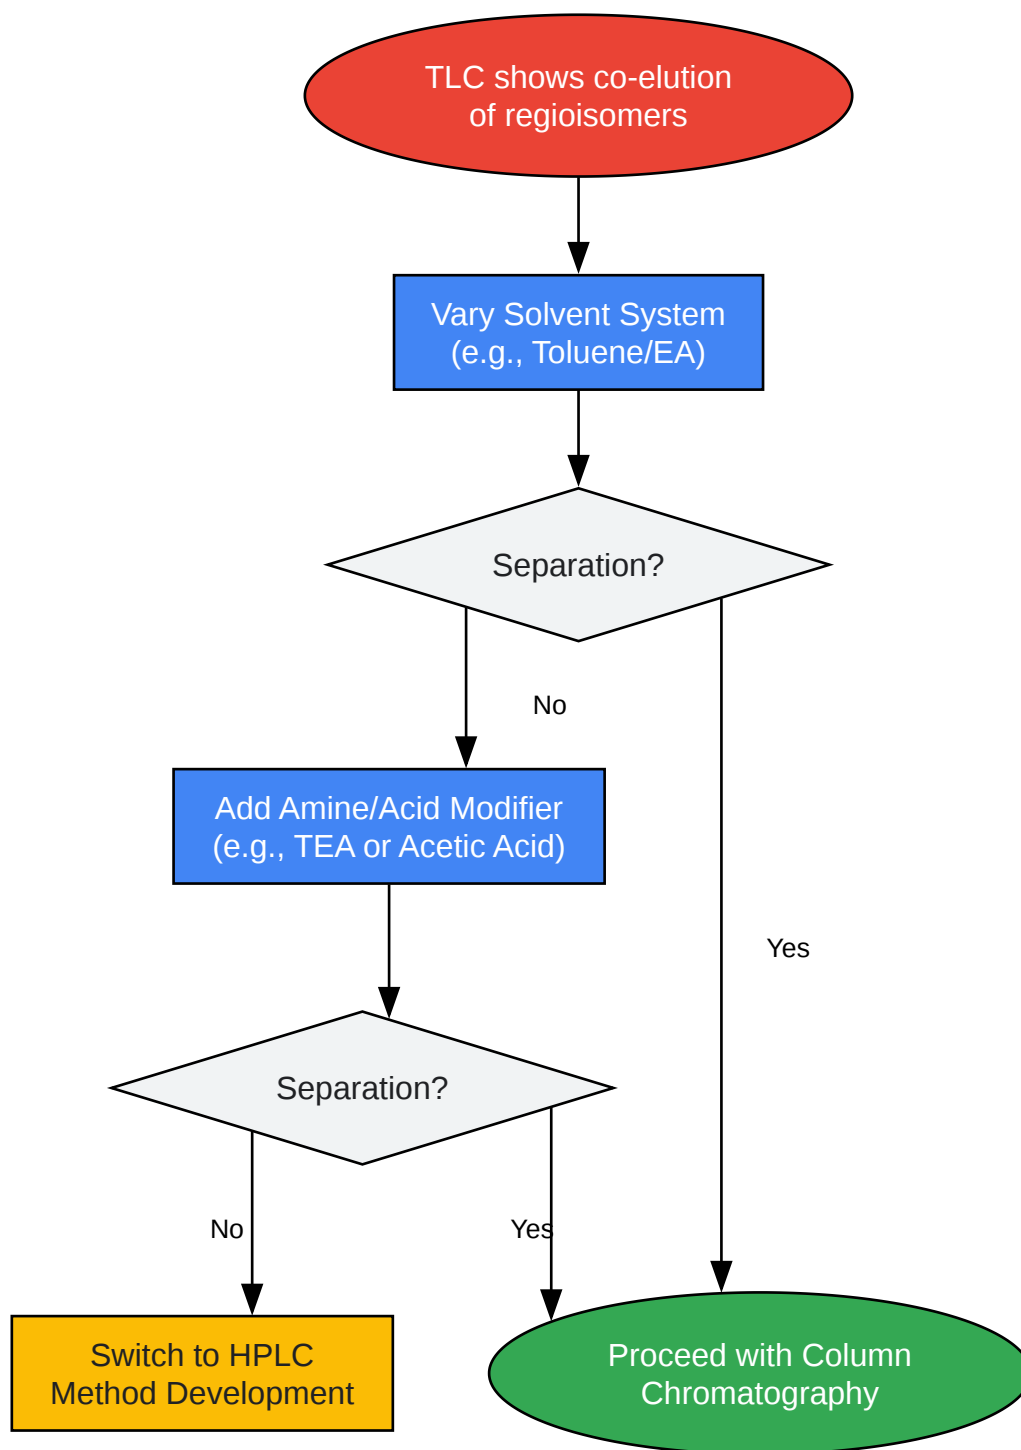 TLC shows co-elution
of regioisomers
Vary Solvent System
(e.g., Toluene/EA)
Separation?
No
Add Amine/Acid Modifier
(e.g., TEA or Acetic Acid)
Yes
Separation?
No
Yes
Switch to HPLC
Method Development
Proceed with Column
Chromatography